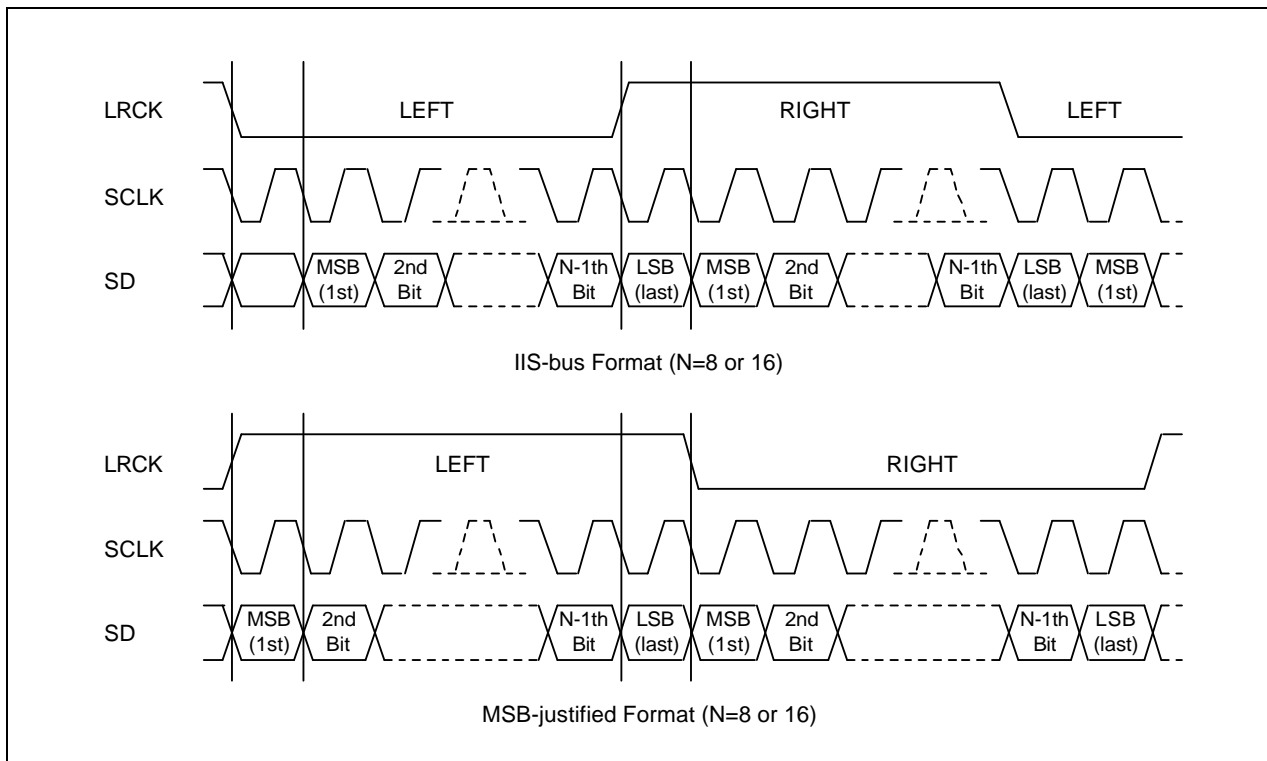 LRCK
LEFT
RIGHT
LEFT
SCLK
SD
MSB
(1st)
2nd
Bit
N-1th
Bit
LSB
(last)
MSB
(1st)
2nd
Bit
N-1th
Bit
LSB
(last)
MSB
(1st)
IIS-bus Format (N=8 or 16)
LRCK
LEFT
RIGHT
SCLK
SD
MSB
(1st)
2nd
Bit
N-1th
Bit
LSB
(last)
MSB
(1st)
2nd
Bit
N-1th
Bit
LSB
(last)
MSB-justified Format (N=8 or 16)